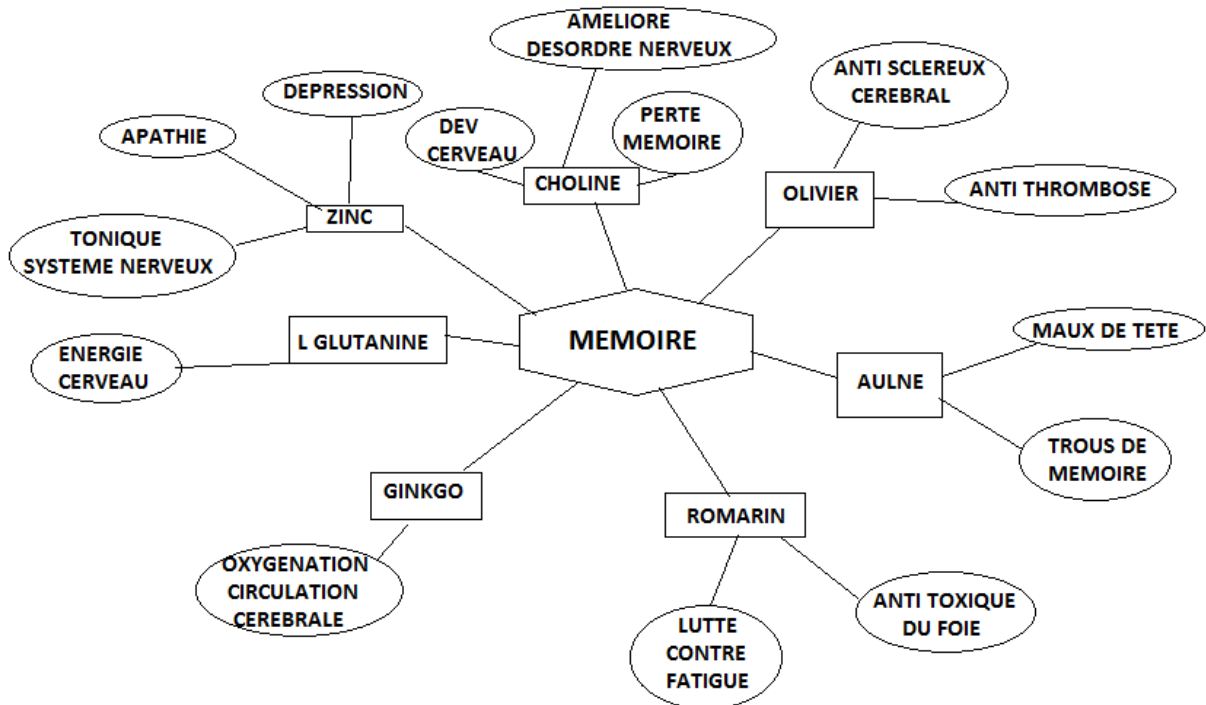 AMELIORE
DESORDRE NERVEUX
ANTI SCLEREUX
CEREBRAL
DEPRESSION
PERTE
MEMOIRE
DEV
CERVEAU
APATHIE
CHOLINE
OLIVIER
ANTI THROMBOSE
ZINC
TONIQUE
SYSTEME NERVEUX
MEMOIRE
MAUX DE TETE
L GLUTANINE
ENERGIE
CERVEAU
AULNE
TROUS DE
MEMOIRE
GINKGO
ROMARIN
OXYGENATION
CIRCULATION
CEREBRALE
ANTI TOXIQUE
DU FOIE
LUTTE
CONTRE
FATIGUE